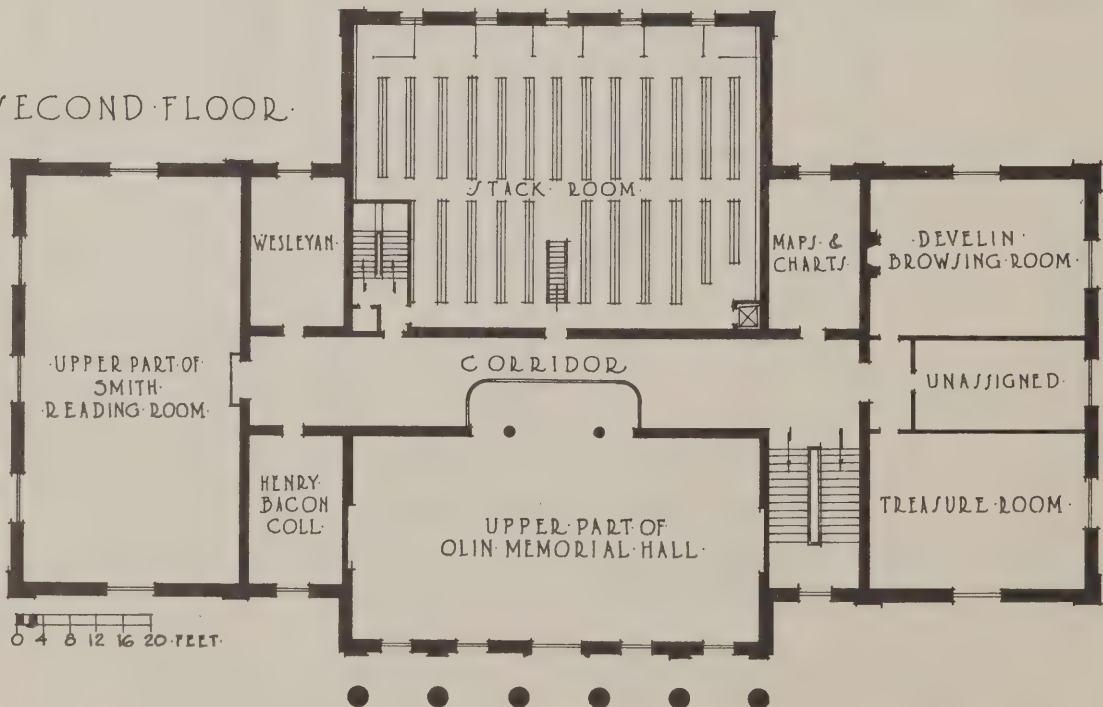 SECOND·FLOOR·
STACK·ROOM·
WESLEYAN·
MAPS·&
CHARTS·
·DEVELIN·
BROWSING·ROOM·
·UPPER·PART·OF·
SMITH·
·READING·ROOM·
CORRIDOR
UNASSIGNED·
HENRY·
BACON
COLL·
UPPER·PART·OF
OLIN·MEMORIAL·HALL·
TREASURE·ROOM·
0 4 8 12 16 20·FEET·